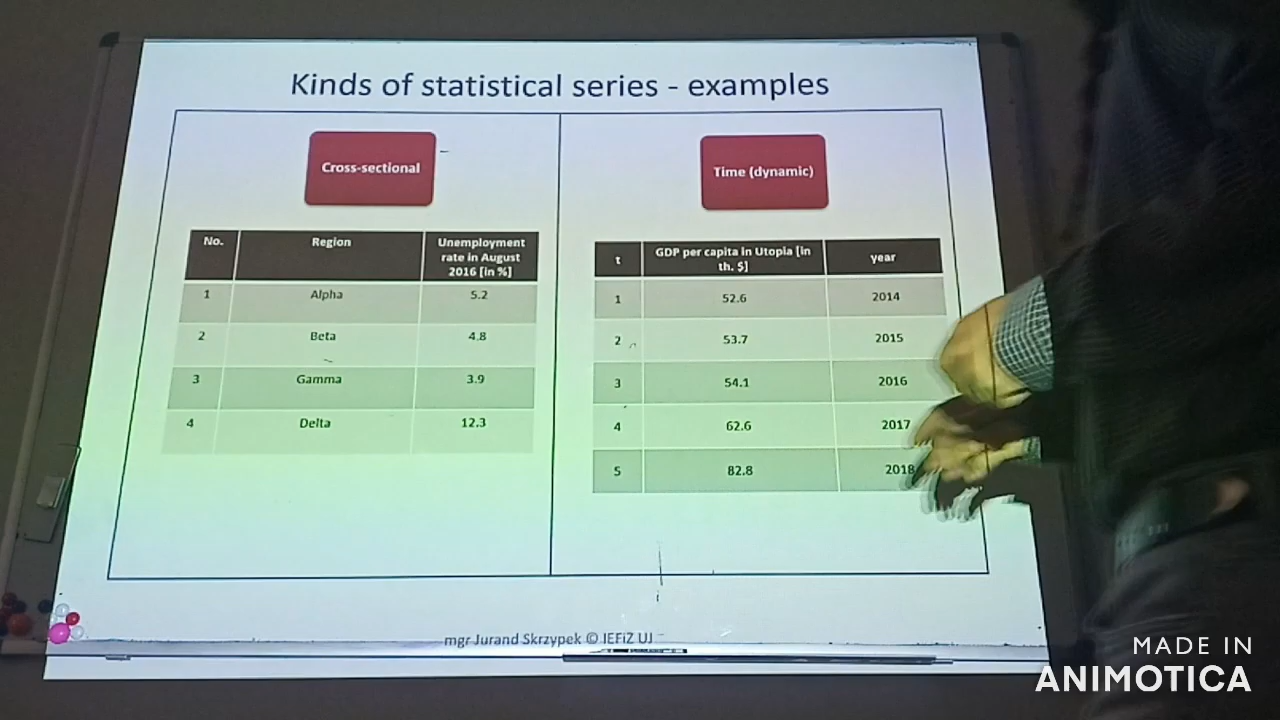 Kinds of statistical series - examples
Cross-sectional
No. Region Unemployment rate in August 2016 [in %]
1 Alpha 5.2
2 Beta 4.8
3 Gamma 3.9
4 Delta 12.3
Time (dynamic)
t GDP per capita in Utopia [in th. $] year
1 52.6 2014
2 53.7 2015
3 54.1 2016
4 62.6 2017
5 82.8 2018
mgr Jurand Skrzypek © IEFiZ UJ
MADE IN
ANIMOTICA